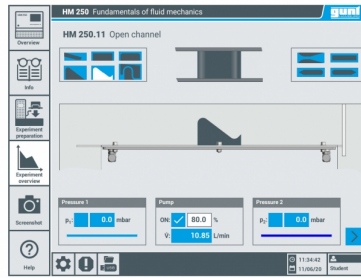 HM 250 Fundamentals of fluid mechanics
gunt
HM 250.11 Open channel
Overview
Info
Experiment preparation
Experiment overview
Screenshot
Help
Pressure 1
p₁: 0.0 mbar
Pump
ON: 80.0 %
V̇: 10.85 L/min
Pressure 2
p₂: 0.0 mbar
11:34:42
11/06/20
Student